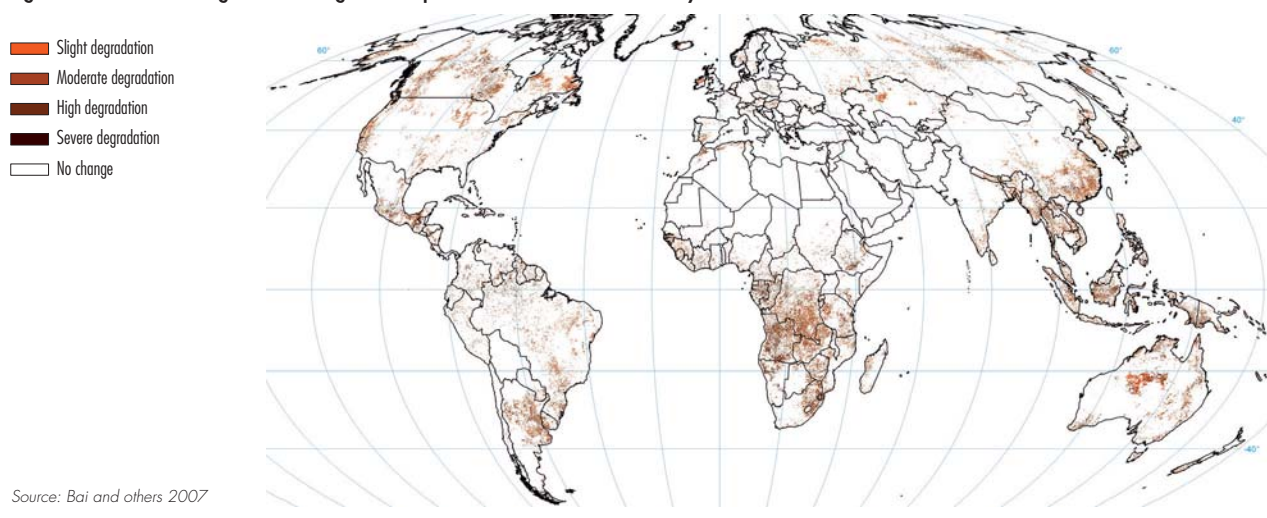 Slight degradation
Moderate degradation
High degradation
Severe degradation
No change
60°
60°
40°
-40°
Source: Bai and others 2007